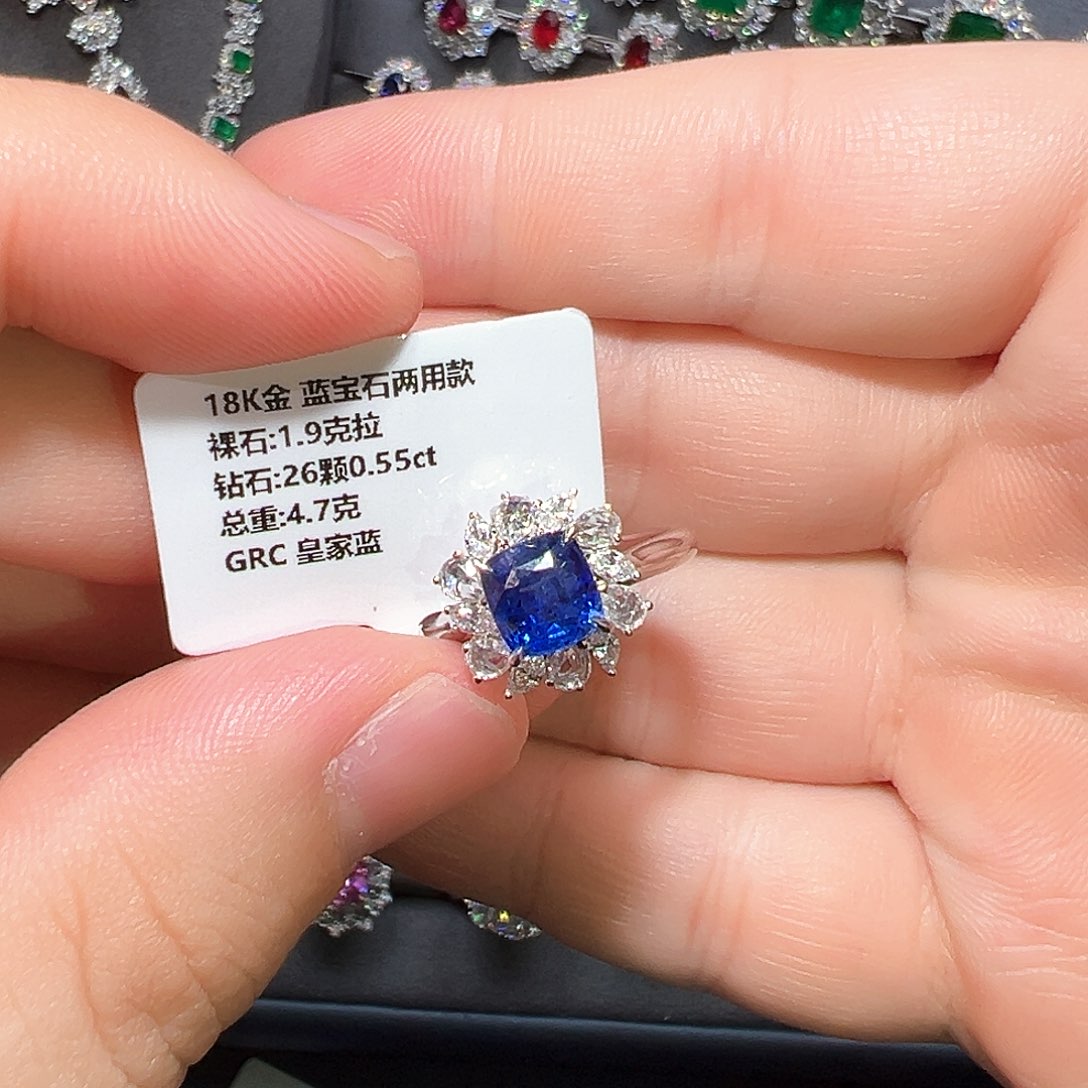 18K金 蓝宝石两用款
裸石:1.9克拉
钻石:26颗0.55ct
总重:4.7克
GRC 皇家蓝